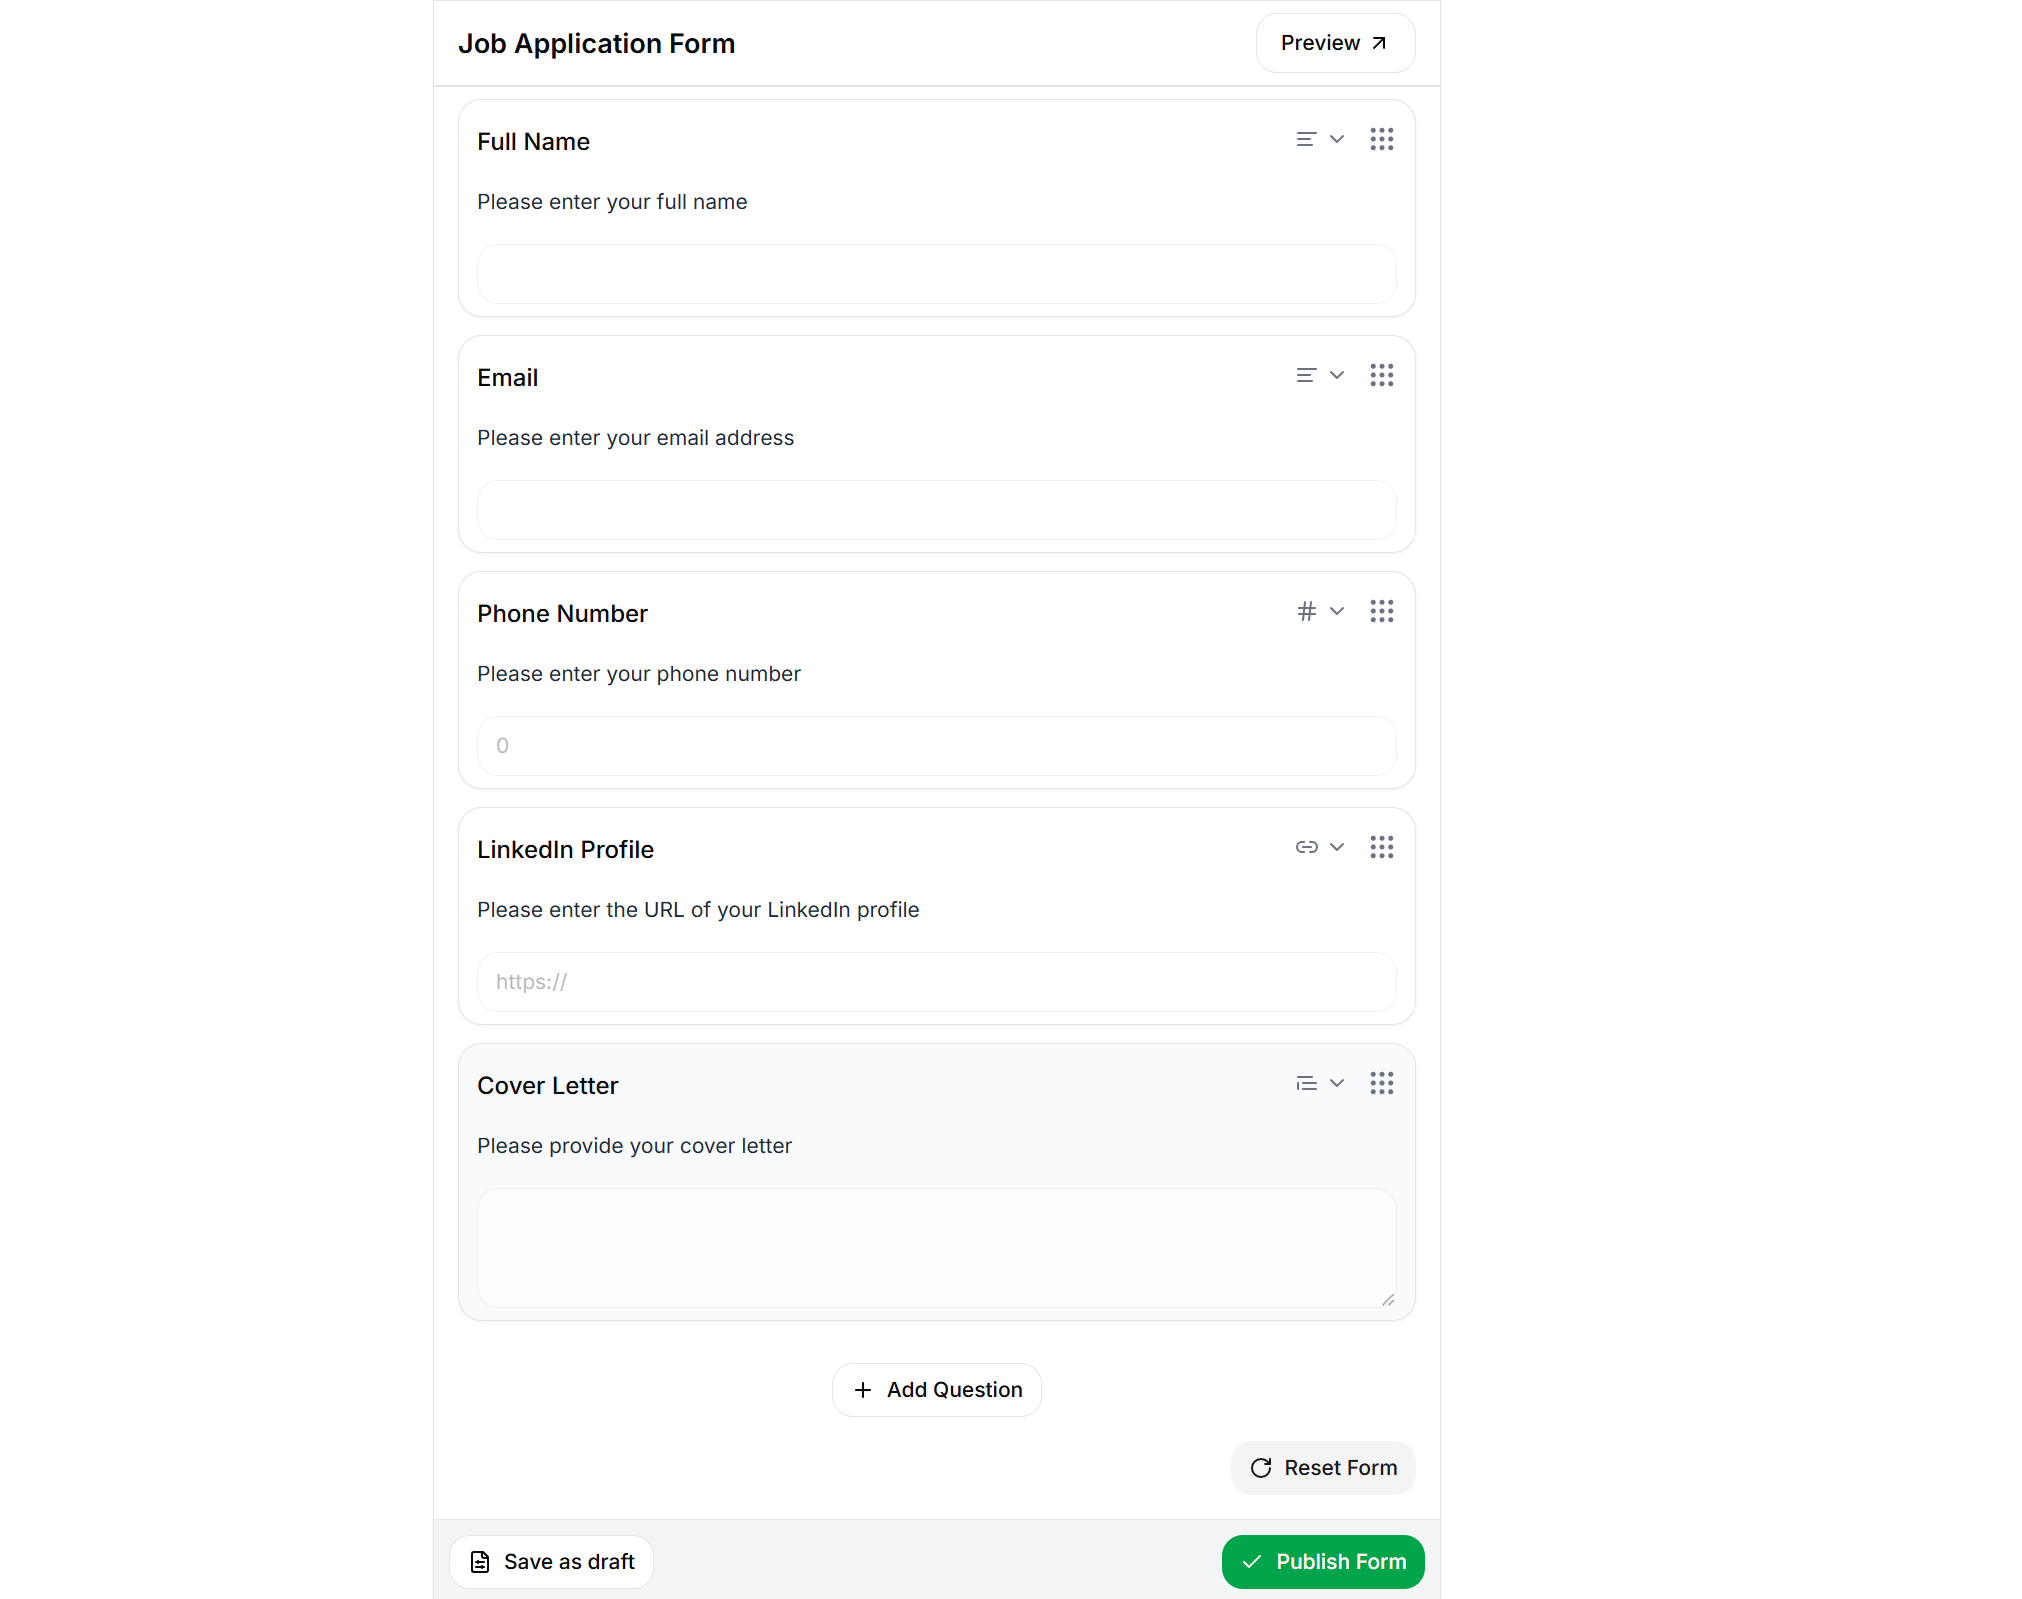 Job Application Form
Preview
Full Name
Please enter your full name
Email
Please enter your email address
Phone Number
Please enter your phone number
0
LinkedIn Profile
Please enter the URL of your LinkedIn profile
https://
Cover Letter
Please provide your cover letter
Add Question
Reset Form
Save as draft
Publish Form